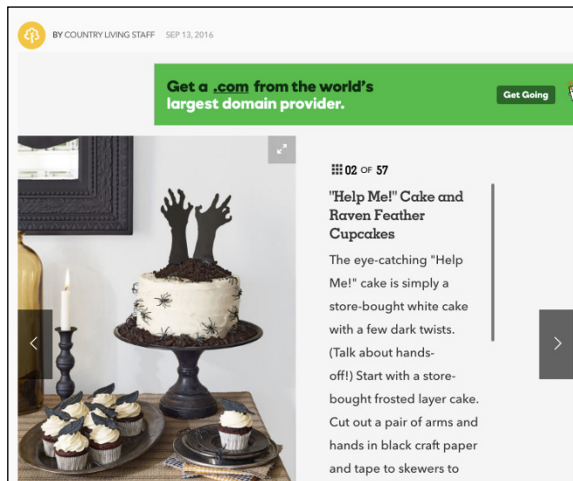 BY COUNTRY LIVING STAFF SEP 13, 2016
Get a .com from the world's
largest domain provider.
Get Going
02 OF 57
"Help Me!" Cake and
Raven Feather
Cupcakes
The eye-catching "Help
Me!" cake is simply a
store-bought white cake
with a few dark twists.
(Talk about hands-
off!) Start with a store-
bought frosted layer cake.
Cut out a pair of arms and
hands in black craft paper
and tape to skewers to